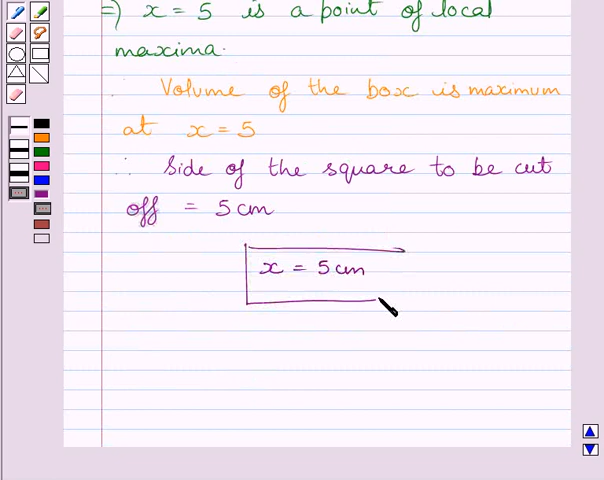 =) x = 5 is a point of local
maxima.
∴ Volume of the box is maximum
at x = 5
∴ Side of the square to be cut
off = 5 cm
x = 5 cm